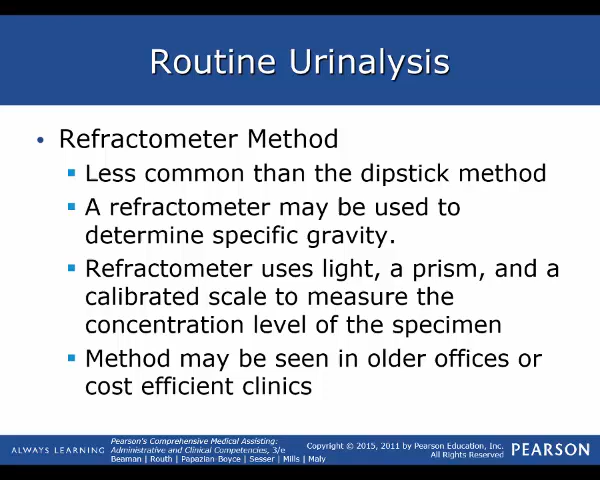 Routine Urinalysis
• Refractometer Method
▪ Less common than the dipstick method
▪ A refractometer may be used to
determine specific gravity.
▪ Refractometer uses light, a prism, and a
calibrated scale to measure the
concentration level of the specimen
▪ Method may be seen in older offices or
cost efficient clinics
ALWAYS LEARNING
Pearson's Comprehensive Medical Assisting:
Administrative and Clinical Competencies, 3/e
Beaman | Routh | Papazian Boyce | Sesser | Mills | Maly
Copyright © 2015, 2011 by Pearson Education, Inc.
All Rights Reserved
PEARSON